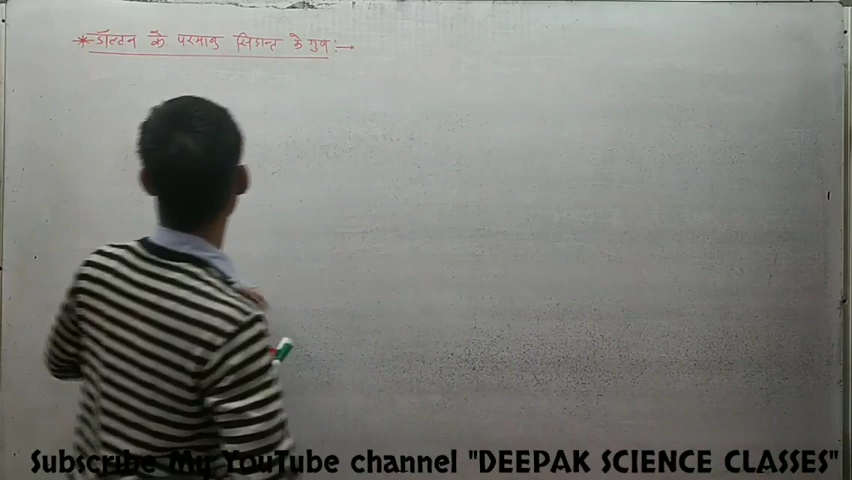 * डॉल्टन के परमाणु सिद्धान्त के गुण :→
Subscribe My YouTube channel "DEEPAK SCIENCE CLASSES"